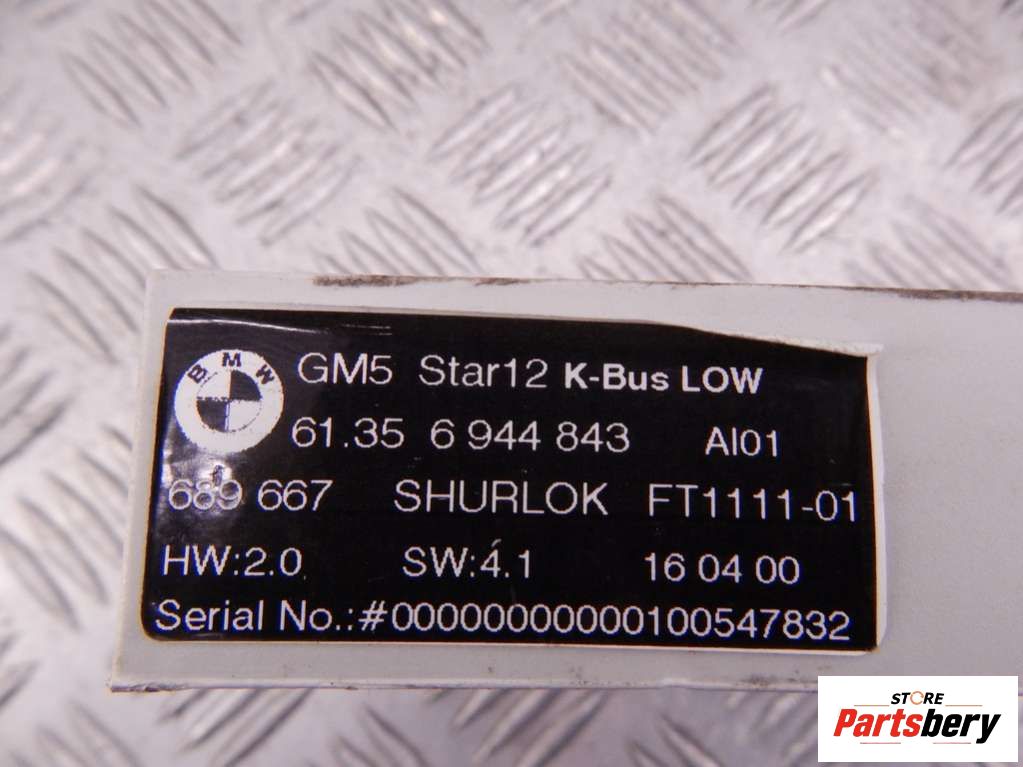 BMW
GM5 Star12 K-Bus LOW
61.35 6 944 843 AI01
689 667 SHURLOK FT1111-01
HW:2.0 SW:4.1 16 04 00
Serial No.:#00000000000100547832
STORE
Partsbery